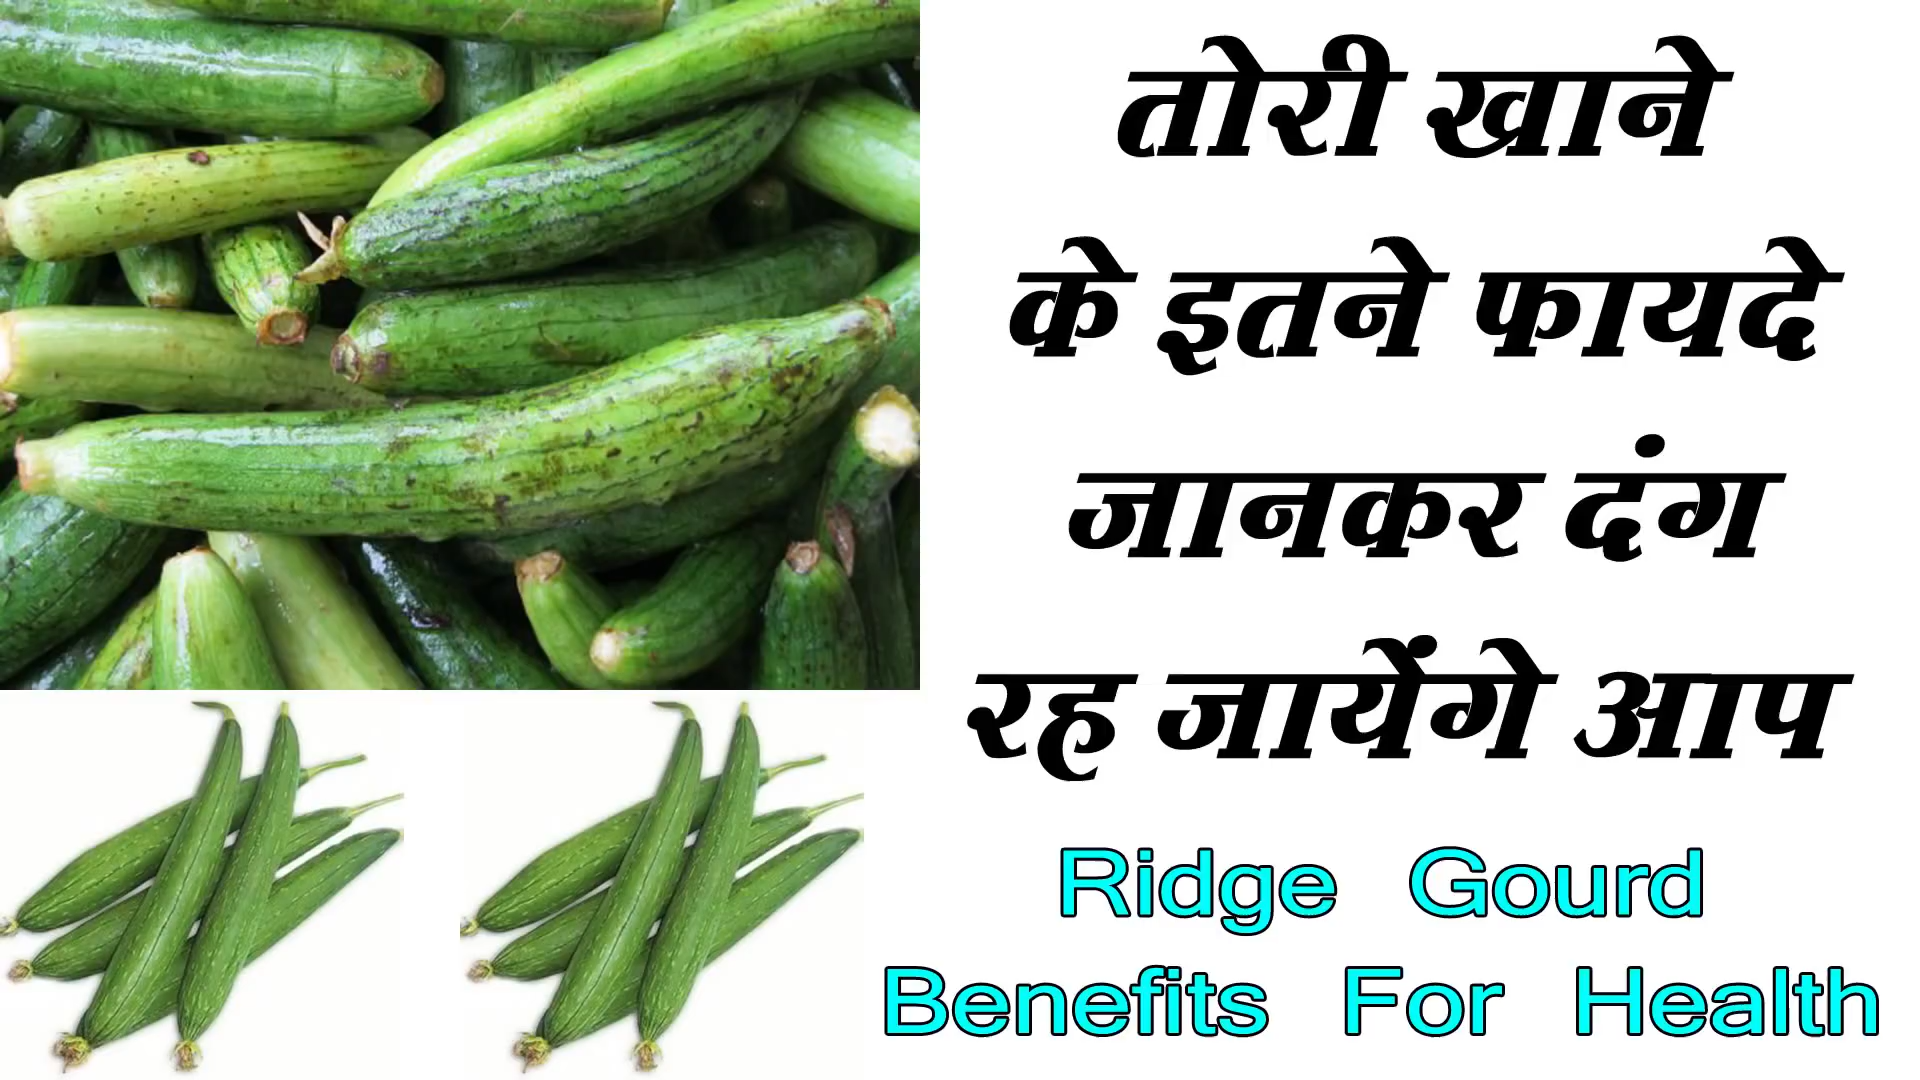 तोरी खाने
के इतने फायदे
जानकर दंग
रह जायेंगे आप
Ridge Gourd
Benefits For Health